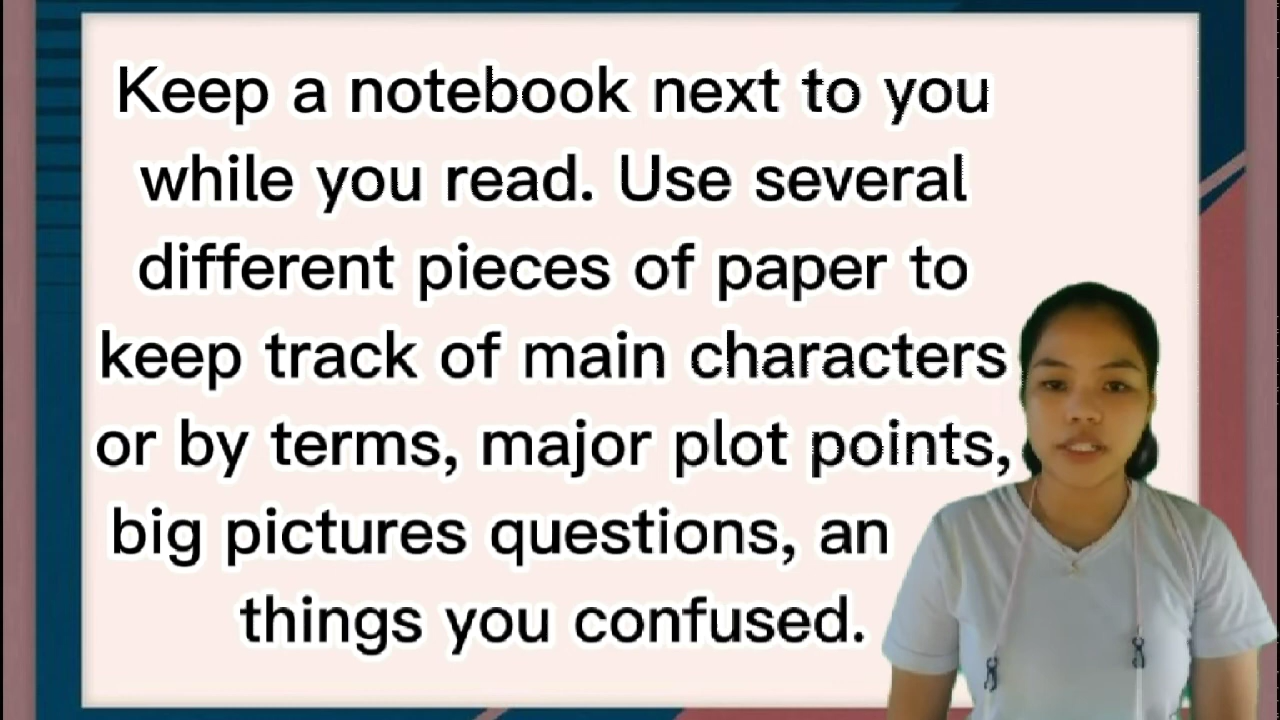 Keep a notebook next to you
while you read. Use several
different pieces of paper to
keep track of main characters
or by terms, major plot points,
big pictures questions, an
things you confused.